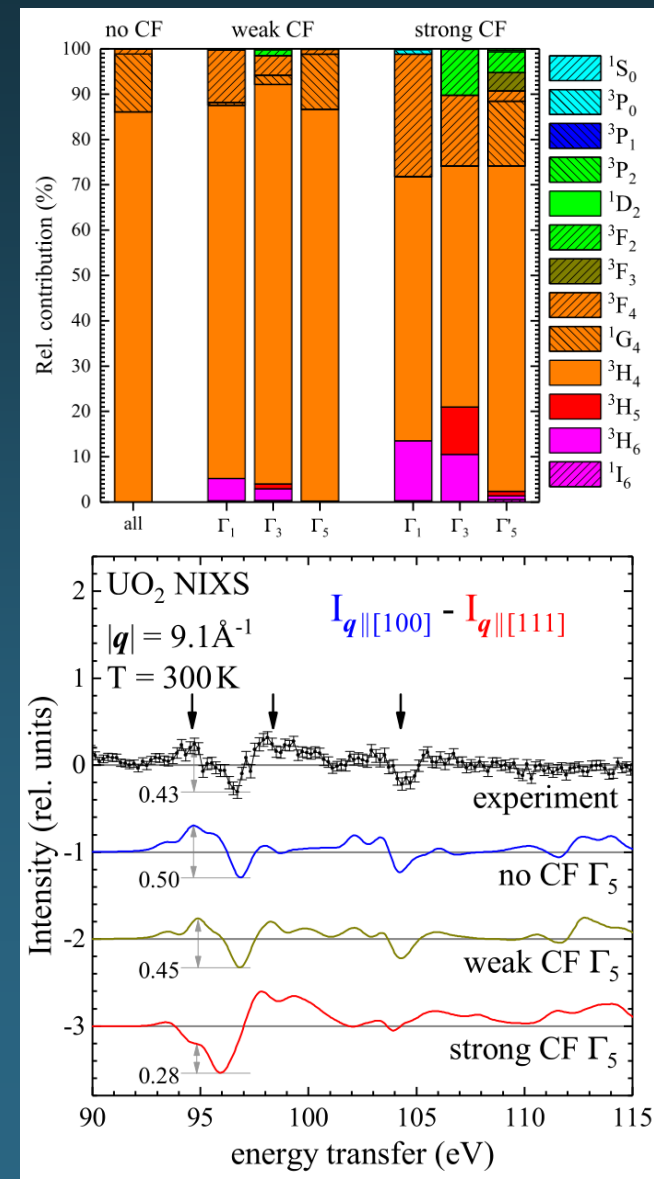 no CF weak CF strong CF
Rel. contribution (%)
100
90
80
70
60
50
40
30
20
10
0
all Γ₁ Γ₃ Γ₅ Γ₁ Γ₃ Γ'₅
¹S₀
³P₀
³P₁
³P₂
¹D₂
³F₂
³F₃
³F₄
¹G₄
³H₄
³H₅
³H₆
¹I₆
UO₂ NIXS
|q| = 9.1Å⁻¹
T = 300 K
I q||[100] - I q||[111]
Intensity (rel. units)
2
1
0
-1
-2
-3
0.43
experiment
0.50
no CF Γ₅
0.45
weak CF Γ₅
0.28
strong CF Γ₅
90 95 100 105 110 115
energy transfer (eV)